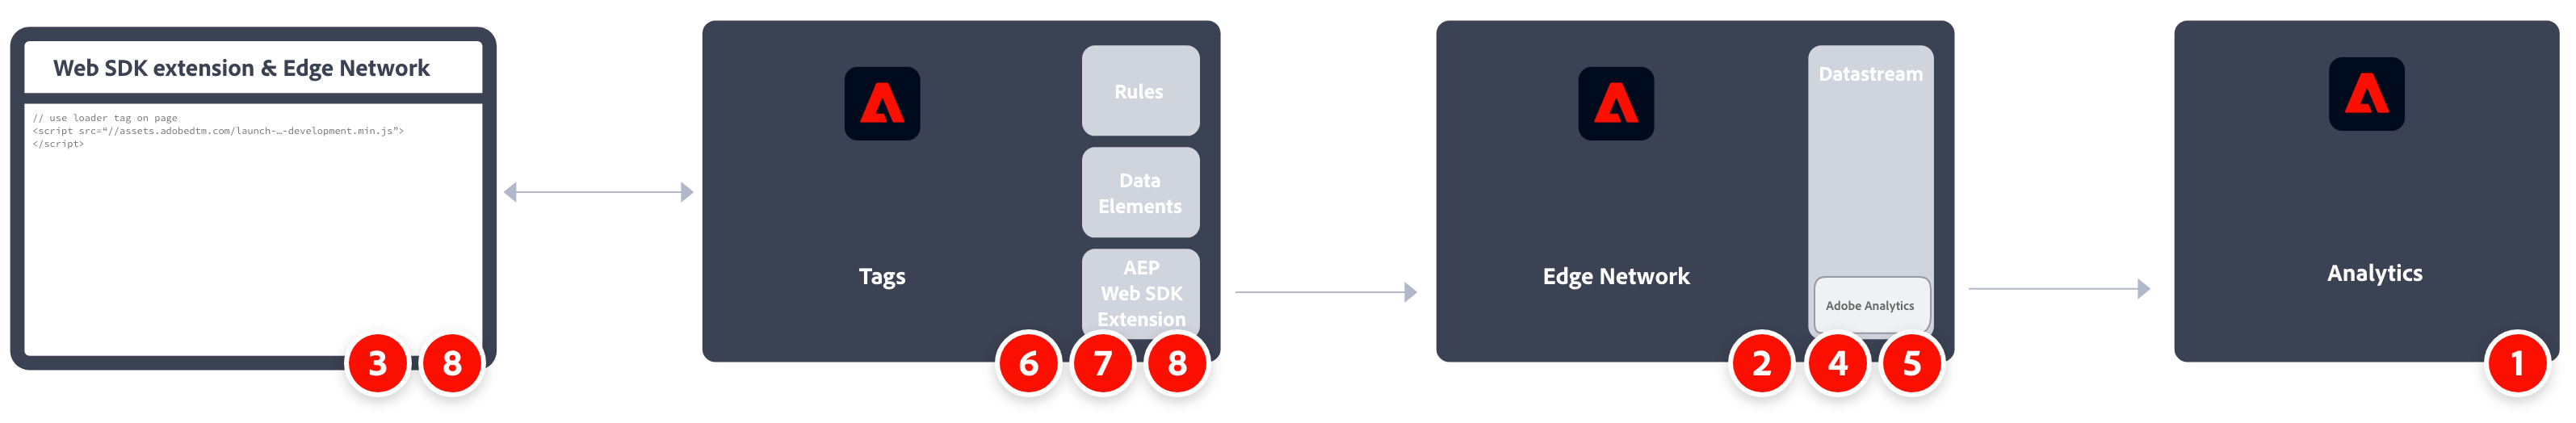 Web SDK extension & Edge Network
// use loader tag on page
<script src=“//assets.adobedtm.com/launch-…-development.min.js”>
</script>
3
8
Tags
Rules
Data
Elements
AEP
Web SDK
Extension
6
7
8
Edge Network
Datastream
Adobe Analytics
2
4
5
Analytics
1